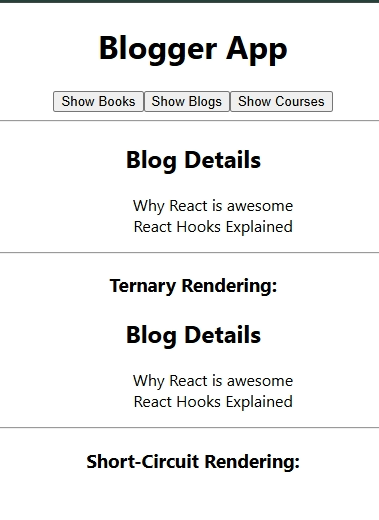 Blogger App
Show Books Show Blogs Show Courses
Blog Details
Why React is awesome
React Hooks Explained
Ternary Rendering:
Blog Details
Why React is awesome
React Hooks Explained
Short-Circuit Rendering: